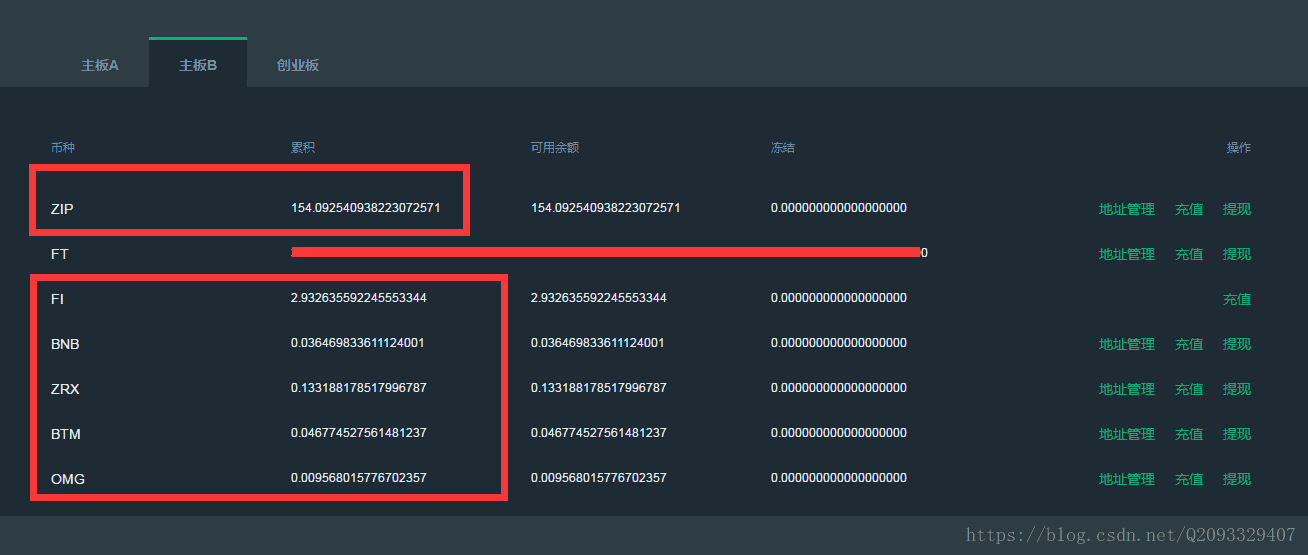 主板A 主板B 创业板
币种 累积 可用余额 冻结 操作
ZIP 154.092540938223072571 154.092540938223072571 0.000000000000000000 地址管理 充值 提现
FT 0 地址管理 充值 提现
FI 2.932635592245553344 2.932635592245553344 0.000000000000000000 充值
BNB 0.036469833611124001 0.036469833611124001 0.000000000000000000 地址管理 充值 提现
ZRX 0.133188178517996787 0.133188178517996787 0.000000000000000000 地址管理 充值 提现
BTM 0.046774527561481237 0.046774527561481237 0.000000000000000000 地址管理 充值 提现
OMG 0.009568015776702357 0.009568015776702357 0.000000000000000000 地址管理 充值 提现
https://blog.csdn.net/Q2093329407